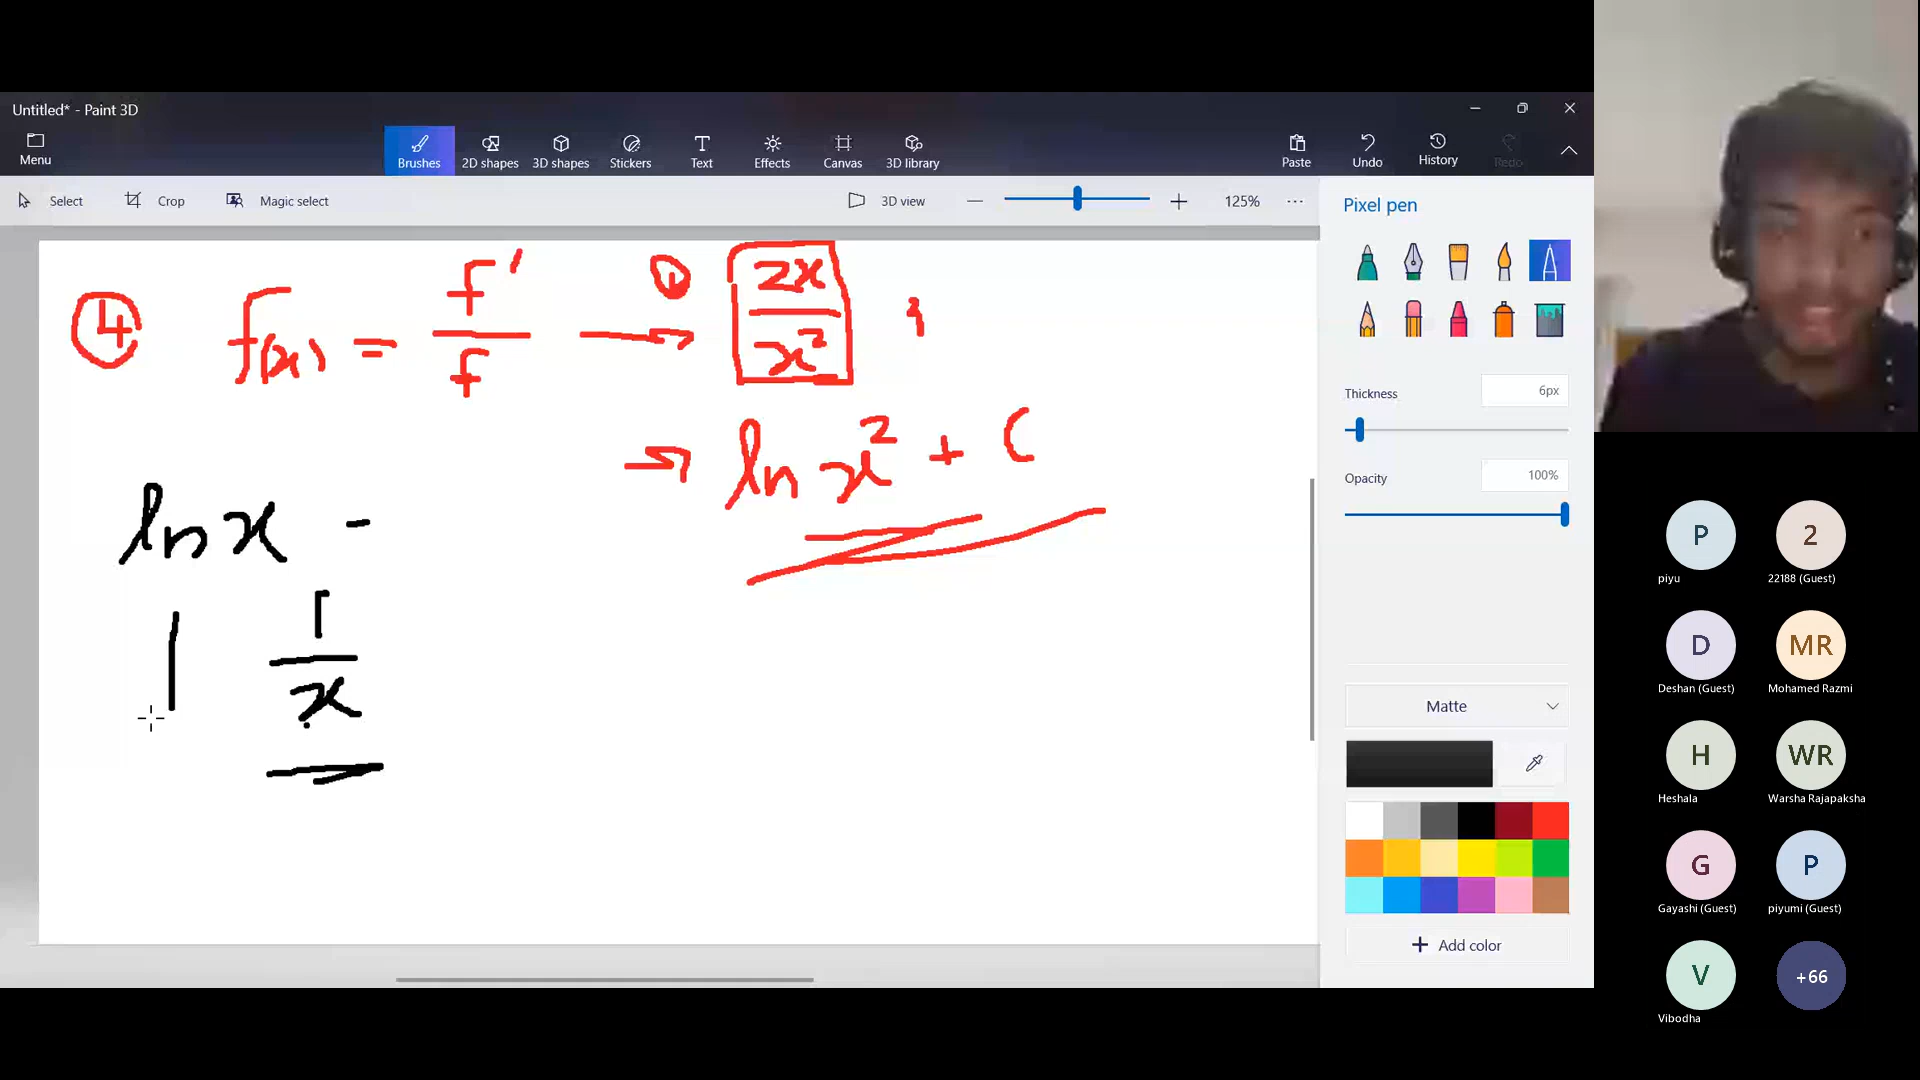 Untitled* - Paint 3D
Menu
Brushes
2D shapes
3D shapes
Stickers
Text
Effects
Canvas
3D library
Paste
Undo
History
Redo
Select
Crop
Magic select
3D view
125%
Pixel pen
④ f(x) = f'/f → ① 2x/x²
→ ln x² + C
ln x -
1/x
Thickness
6px
Opacity
100%
Matte
Add color
P
piyu
2
22188 (Guest)
D
Deshan (Guest)
MR
Mohamed Razmi
H
Heshala
WR
Warsha Rajapaksha
G
Gayashi (Guest)
P
piyumi (Guest)
V
Vibodha
+66